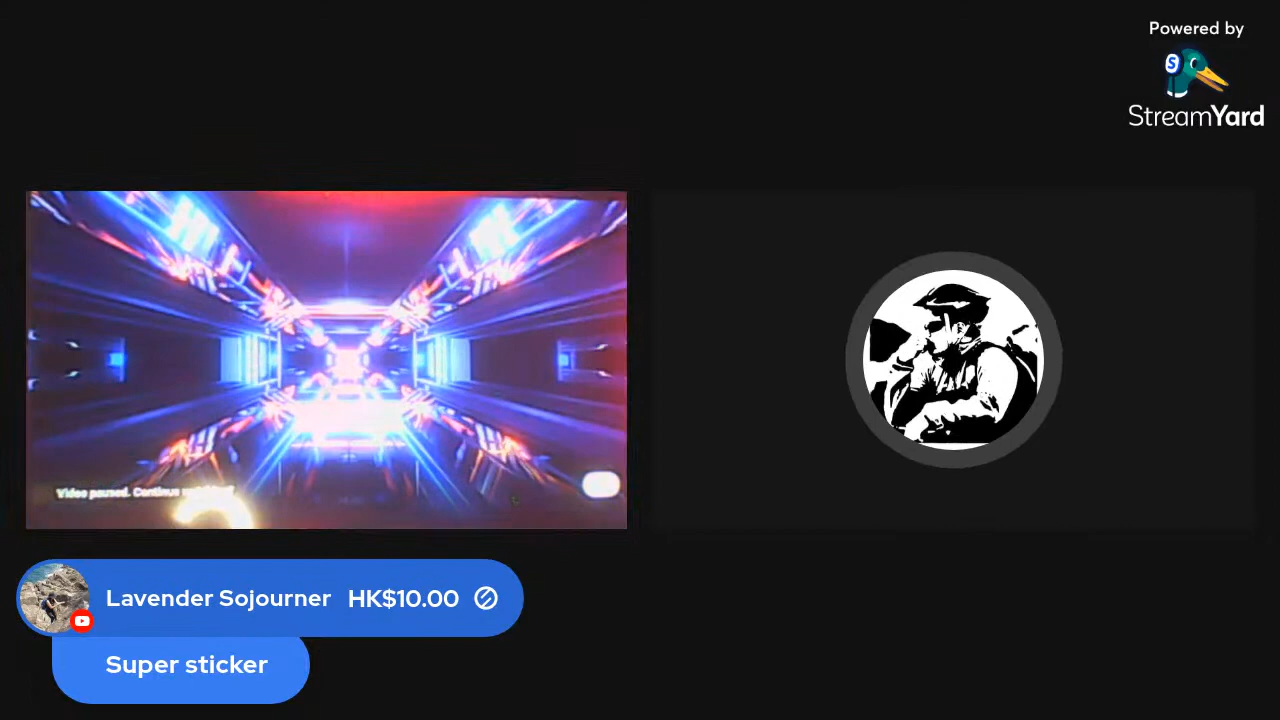 Powered by
StreamYard
Video paused. Continue
Lavender Sojourner HK$10.00
Super sticker